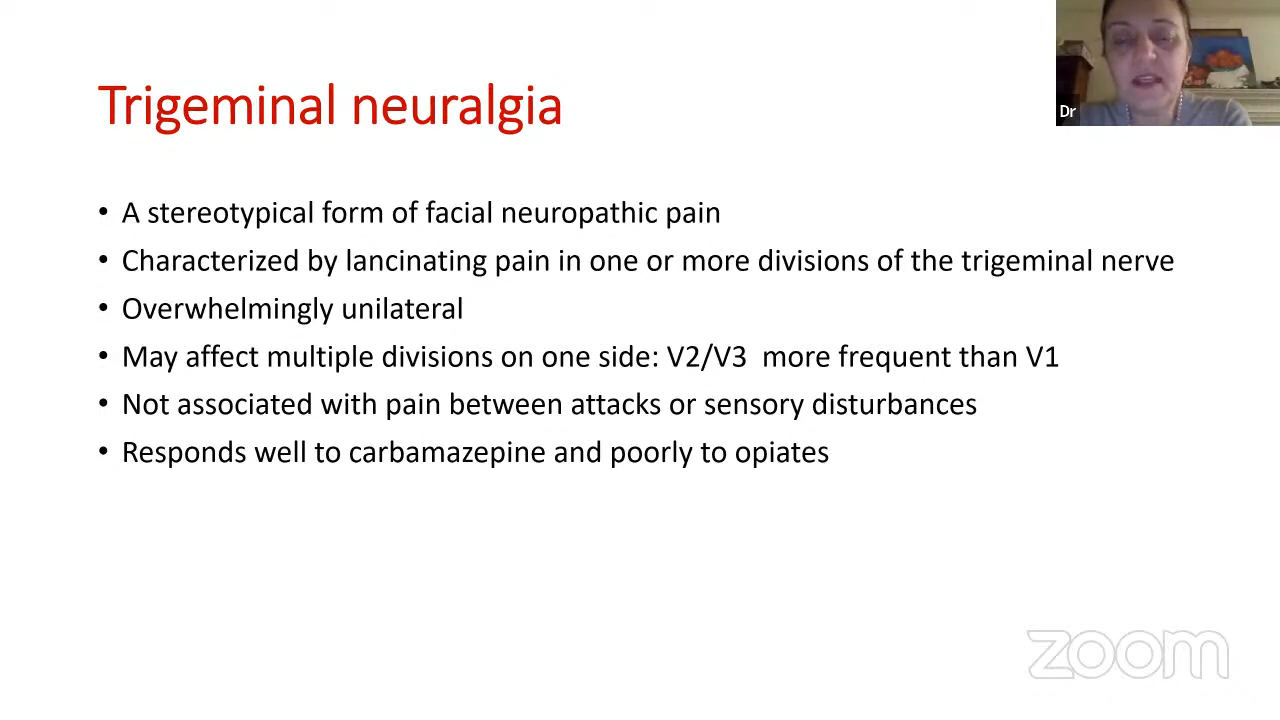 Trigeminal neuralgia
Dr
• A stereotypical form of facial neuropathic pain
• Characterized by lancinating pain in one or more divisions of the trigeminal nerve
• Overwhelmingly unilateral
• May affect multiple divisions on one side: V2/V3  more frequent than V1
• Not associated with pain between attacks or sensory disturbances
• Responds well to carbamazepine and poorly to opiates
zoom